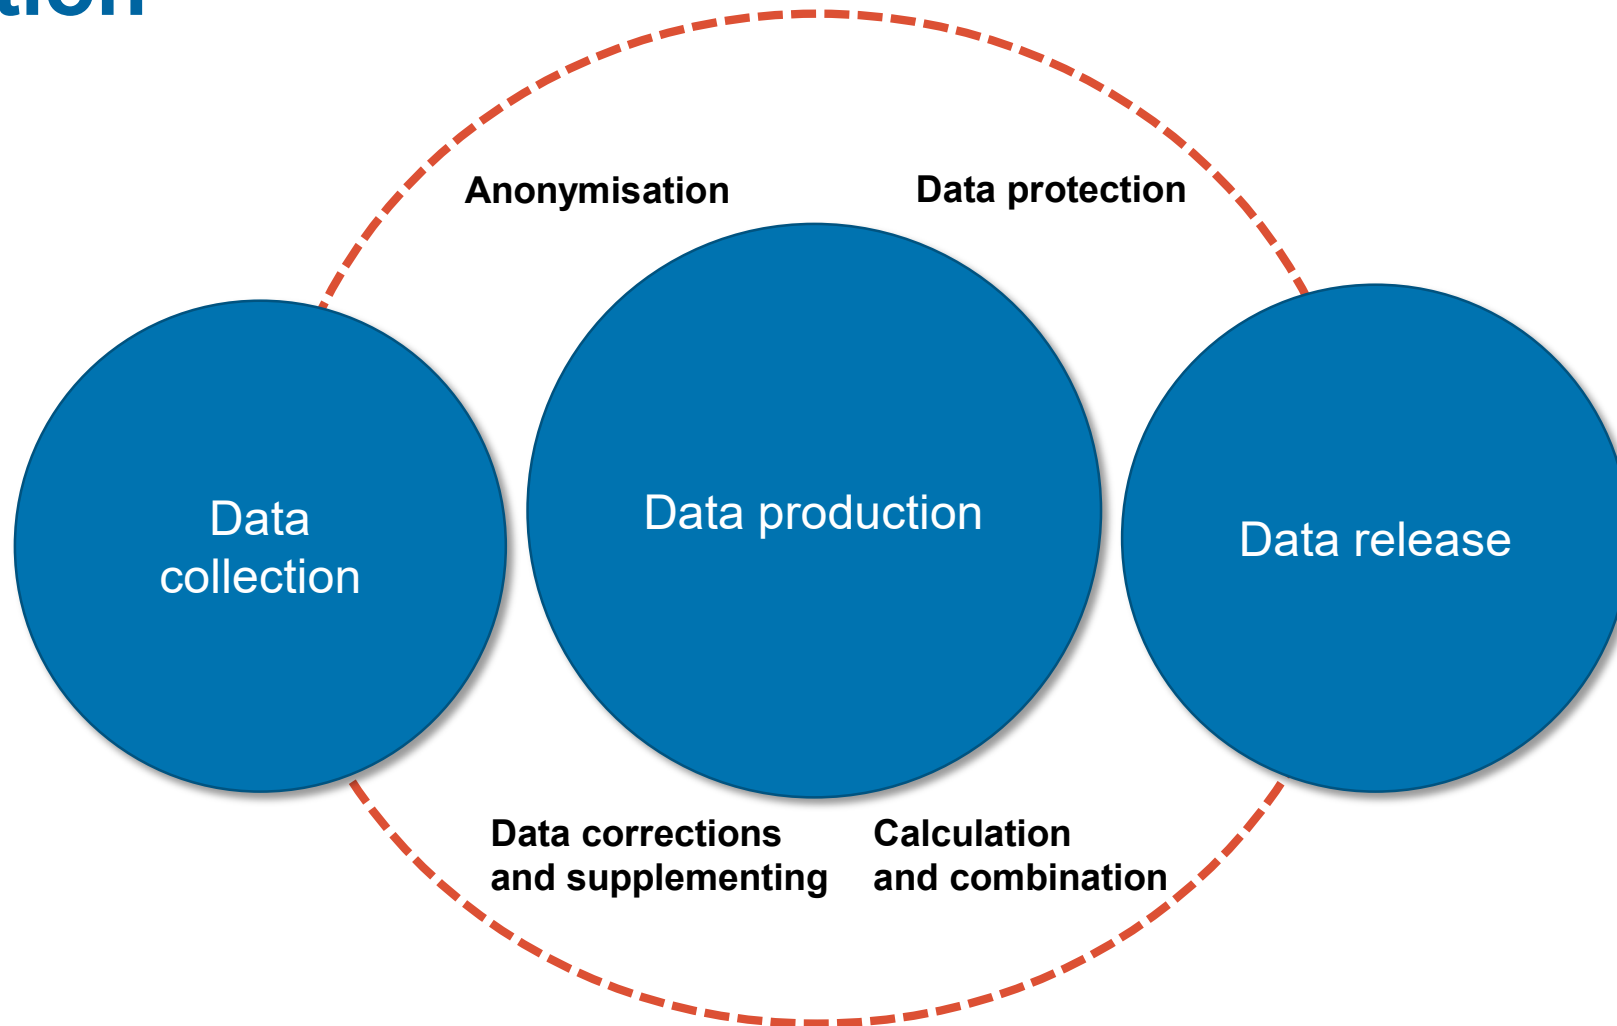 Anonymisation
Data protection
Data
collection
Data production
Data release
Data corrections
and supplementing
Calculation
and combination